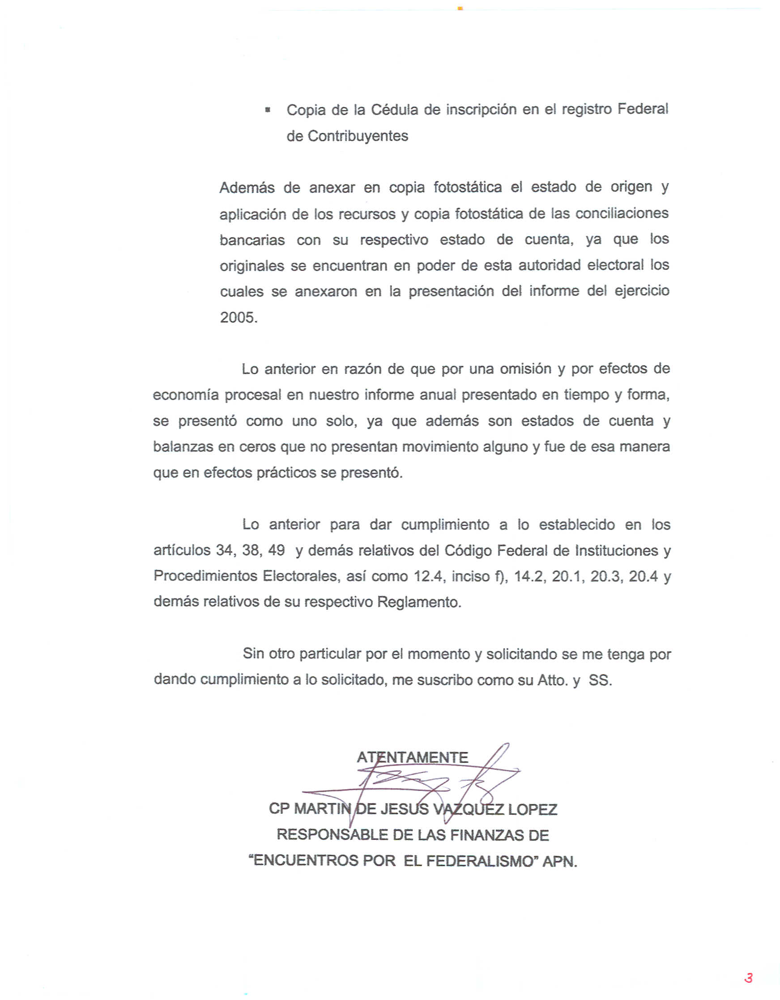 ▪ Copia de la Cédula de inscripción en el registro Federal
de Contribuyentes
Además de anexar en copia fotostática el estado de origen y
aplicación de los recursos y copia fotostática de las conciliaciones
bancarias con su respectivo estado de cuenta, ya que los
originales se encuentran en poder de esta autoridad electoral los
cuales se anexaron en la presentación del informe del ejercicio
2005.
Lo anterior en razón de que por una omisión y por efectos de
economía procesal en nuestro informe anual presentado en tiempo y forma,
se presentó como uno solo, ya que además son estados de cuenta y
balanzas en ceros que no presentan movimiento alguno y fue de esa manera
que en efectos prácticos se presentó.
Lo anterior para dar cumplimiento a lo establecido en los
artículos 34, 38, 49 y demás relativos del Código Federal de Instituciones y
Procedimientos Electorales, así como 12.4, inciso f), 14.2, 20.1, 20.3, 20.4 y
demás relativos de su respectivo Reglamento.
Sin otro particular por el momento y solicitando se me tenga por
dando cumplimiento a lo solicitado, me suscribo como su Atto. y SS.
ATENTAMENTE
CP MARTIN DE JESUS VAZQUEZ LOPEZ
RESPONSABLE DE LAS FINANZAS DE
“ENCUENTROS POR EL FEDERALISMO” APN.
3